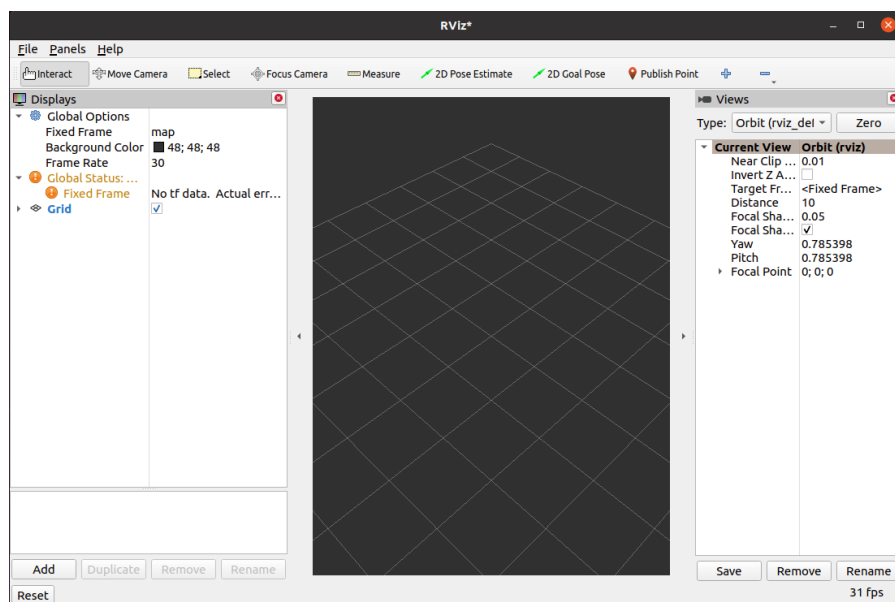 RViz*
File Panels Help
Interact Move Camera Select Focus Camera Measure 2D Pose Estimate 2D Goal Pose Publish Point
Displays
Global Options
Fixed Frame map
Background Color 48; 48; 48
Frame Rate 30
Global Status: ...
Fixed Frame No tf data. Actual err...
Grid
Add Duplicate Remove Rename
Reset
Views
Type: Orbit (rviz_def Zero
Current View Orbit (rviz)
Near Clip ... 0.01
Invert Z A...
Target Fr... <Fixed Frame>
Distance 10
Focal Sha... 0.05
Focal Sha...
Yaw 0.785398
Pitch 0.785398
Focal Point 0; 0; 0
Save Remove Rename
31 fps